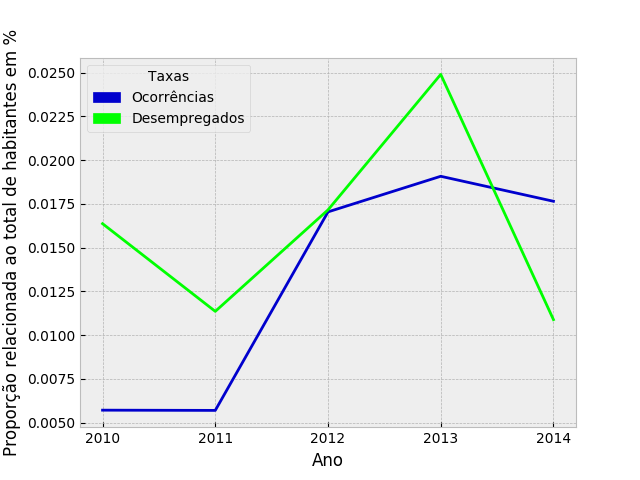 Proporção relacionada ao total de habitantes em %
0.0250
0.0225
0.0200
0.0175
0.0150
0.0125
0.0100
0.0075
0.0050
Taxas
Ocorrências
Desempregados
2010 2011 2012 2013 2014
Ano